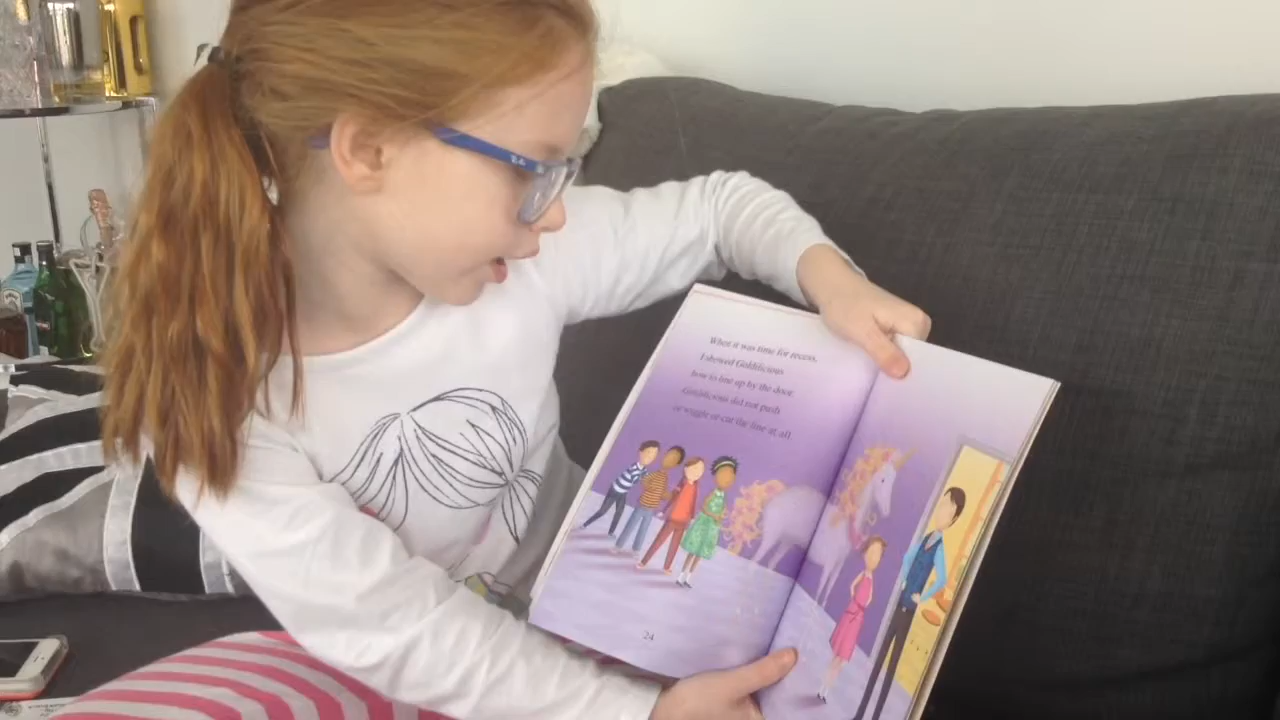 When it was time for recess,
I showed Goldilicious
how to line up by the door.
Goldilicious did not push
or wiggle or cut the line at all.
24